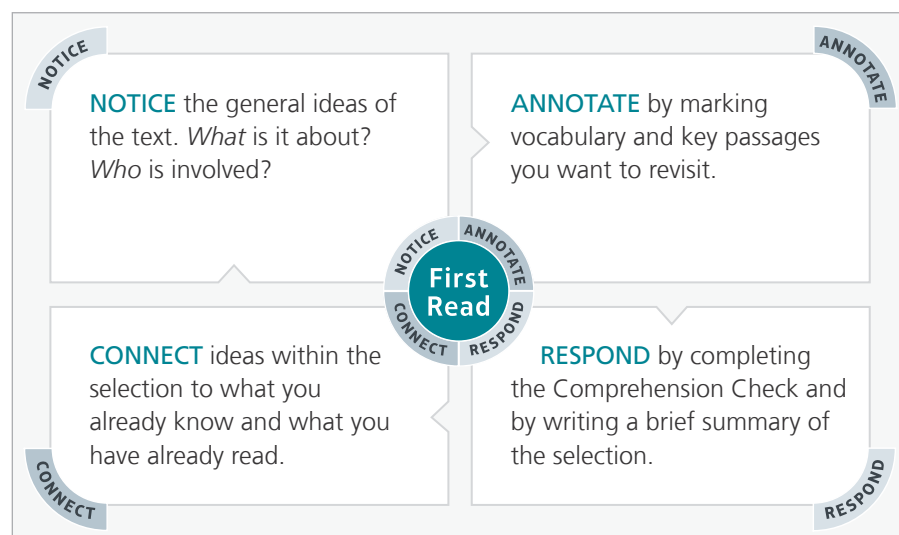 NOTICE
NOTICE the general ideas of
the text. What is it about?
Who is involved?
ANNOTATE
ANNOTATE by marking
vocabulary and key passages
you want to revisit.
NOTICE
ANNOTATE
First
Read
CONNECT
RESPOND
CONNECT ideas within the
selection to what you
already know and what you
have already read.
CONNECT
RESPOND by completing
the Comprehension Check and
by writing a brief summary of
the selection.
RESPOND